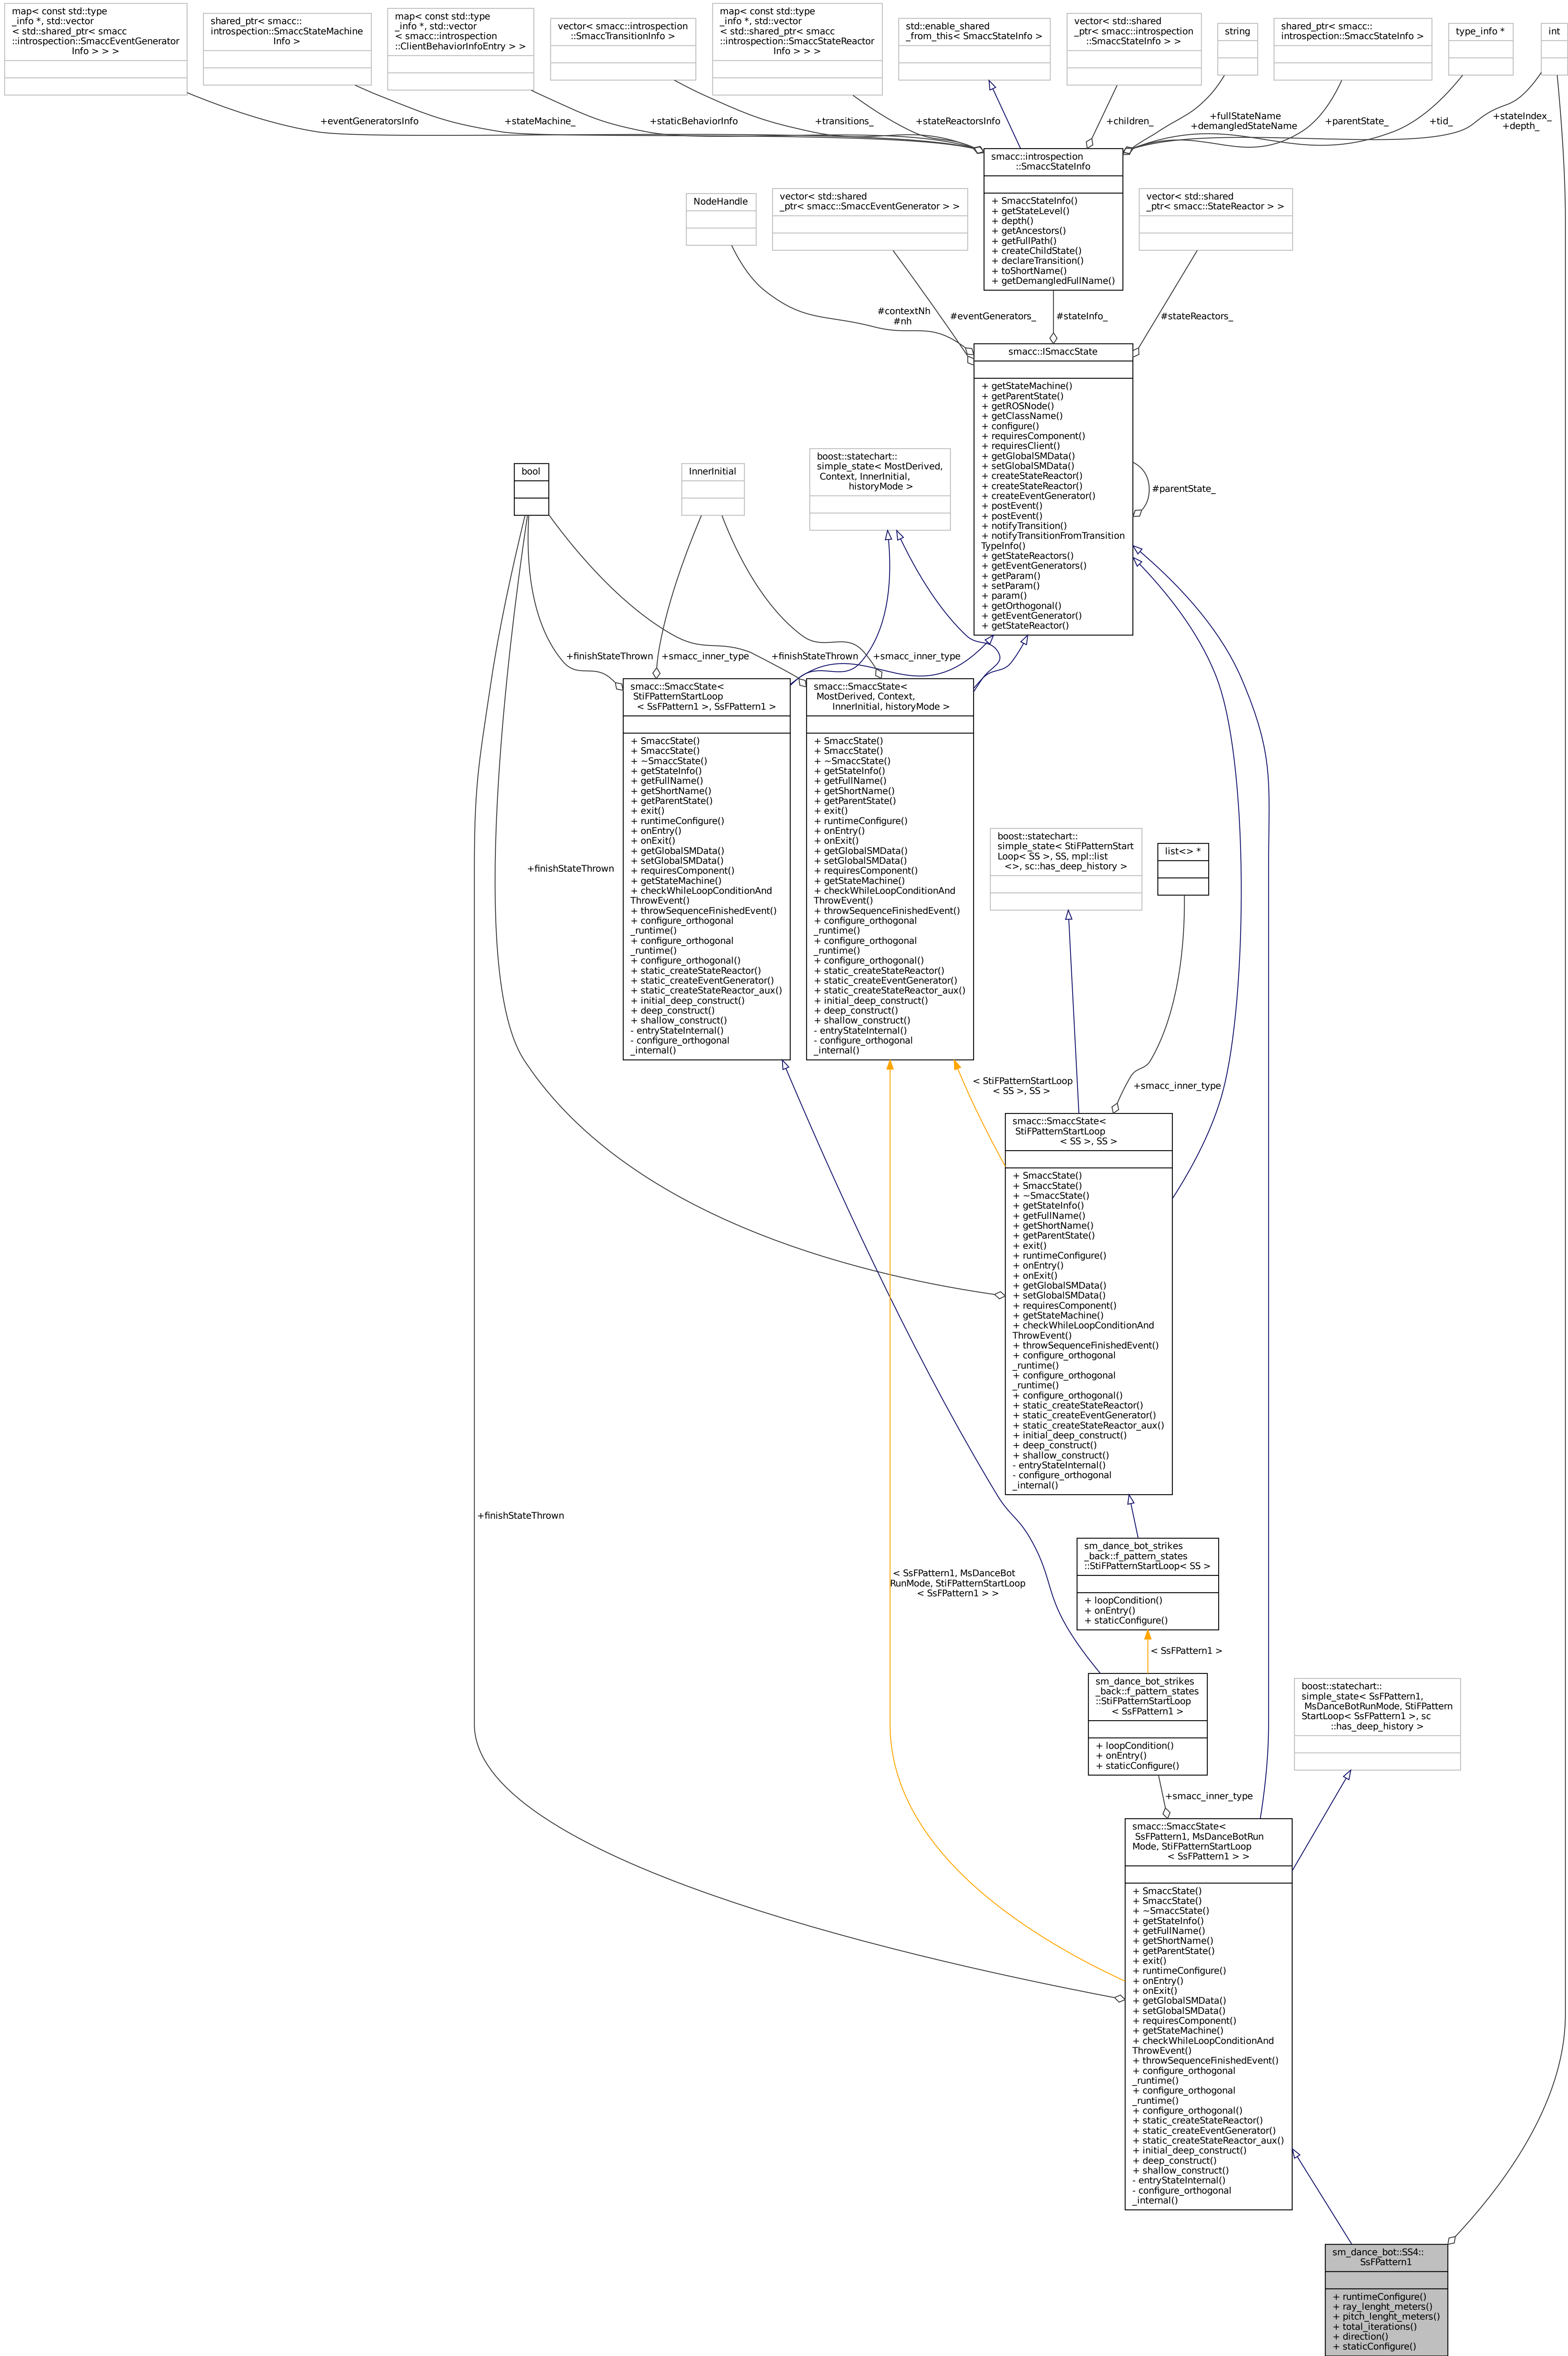 map< const std::type
_info *, std::vector
< std::shared_ptr< smacc
::introspection::SmaccEventGenerator
Info > > >
shared_ptr< smacc::
introspection::SmaccStateMachine
Info >
map< const std::type
_info *, std::vector
< smacc::introspection
::ClientBehaviorInfoEntry > >
vector< smacc::introspection
::SmaccTransitionInfo >
map< const std::type
_info *, std::vector
< std::shared_ptr< smacc
::introspection::SmaccStateReactor
Info > > >
std::enable_shared
_from_this< SmaccStateInfo >
vector< std::shared
_ptr< smacc::introspection
::SmaccStateInfo > >
string
shared_ptr< smacc::
introspection::SmaccStateInfo >
type_info *
int
+eventGeneratorsInfo
+stateMachine_
+staticBehaviorInfo
+transitions_
+stateReactorsInfo
+children_
+fullStateName
+demangledStateName
+parentState_
+tid_
+stateIndex_
+depth_
smacc::introspection
::SmaccStateInfo
+ SmaccStateInfo()
+ getStateLevel()
+ depth()
+ getAncestors()
+ getFullPath()
+ createChildState()
+ declareTransition()
+ toShortName()
+ getDemangledFullName()
NodeHandle
vector< std::shared
_ptr< smacc::SmaccEventGenerator > >
vector< std::shared
_ptr< smacc::StateReactor > >
#contextNh
#nh
#eventGenerators_
#stateInfo_
#stateReactors_
smacc::ISmaccState
+ getStateMachine()
+ getParentState()
+ getROSNode()
+ getClassName()
+ configure()
+ requiresComponent()
+ requiresClient()
+ getGlobalSMData()
+ setGlobalSMData()
+ createStateReactor()
+ createStateReactor()
+ createEventGenerator()
+ postEvent()
+ postEvent()
+ notifyTransition()
+ notifyTransitionFromTransition
TypeInfo()
+ getStateReactors()
+ getEventGenerators()
+ getParam()
+ setParam()
+ param()
+ getOrthogonal()
+ getEventGenerator()
+ getStateReactor()
#parentState_
bool
InnerInitial
boost::statechart::
simple_state< MostDerived,
Context, InnerInitial,
historyMode >
+finishStateThrown
+smacc_inner_type
+finishStateThrown
+smacc_inner_type
smacc::SmaccState<
StiFPatternStartLoop
< SsFPattern1 >, SsFPattern1 >
+ SmaccState()
+ SmaccState()
+ ~SmaccState()
+ getStateInfo()
+ getFullName()
+ getShortName()
+ getParentState()
+ exit()
+ runtimeConfigure()
+ onEntry()
+ onExit()
+ getGlobalSMData()
+ setGlobalSMData()
+ requiresComponent()
+ getStateMachine()
+ checkWhileLoopConditionAnd
ThrowEvent()
+ throwSequenceFinishedEvent()
+ configure_orthogonal
_runtime()
+ configure_orthogonal
_runtime()
+ configure_orthogonal()
+ static_createStateReactor()
+ static_createEventGenerator()
+ static_createStateReactor_aux()
+ initial_deep_construct()
+ deep_construct()
+ shallow_construct()
- entryStateInternal()
- configure_orthogonal
_internal()
smacc::SmaccState<
MostDerived, Context,
InnerInitial, historyMode >
+ SmaccState()
+ SmaccState()
+ ~SmaccState()
+ getStateInfo()
+ getFullName()
+ getShortName()
+ getParentState()
+ exit()
+ runtimeConfigure()
+ onEntry()
+ onExit()
+ getGlobalSMData()
+ setGlobalSMData()
+ requiresComponent()
+ getStateMachine()
+ checkWhileLoopConditionAnd
ThrowEvent()
+ throwSequenceFinishedEvent()
+ configure_orthogonal
_runtime()
+ configure_orthogonal
_runtime()
+ configure_orthogonal()
+ static_createStateReactor()
+ static_createEventGenerator()
+ static_createStateReactor_aux()
+ initial_deep_construct()
+ deep_construct()
+ shallow_construct()
- entryStateInternal()
- configure_orthogonal
_internal()
+finishStateThrown
boost::statechart::
simple_state< StiFPatternStart
Loop< SS >, SS, mpl::list
<>, sc::has_deep_history >
list<> *
< StiFPatternStartLoop
< SS >, SS >
+smacc_inner_type
smacc::SmaccState<
StiFPatternStartLoop
< SS >, SS >
+ SmaccState()
+ SmaccState()
+ ~SmaccState()
+ getStateInfo()
+ getFullName()
+ getShortName()
+ getParentState()
+ exit()
+ runtimeConfigure()
+ onEntry()
+ onExit()
+ getGlobalSMData()
+ setGlobalSMData()
+ requiresComponent()
+ getStateMachine()
+ checkWhileLoopConditionAnd
ThrowEvent()
+ throwSequenceFinishedEvent()
+ configure_orthogonal
_runtime()
+ configure_orthogonal
_runtime()
+ configure_orthogonal()
+ static_createStateReactor()
+ static_createEventGenerator()
+ static_createStateReactor_aux()
+ initial_deep_construct()
+ deep_construct()
+ shallow_construct()
- entryStateInternal()
- configure_orthogonal
_internal()
+finishStateThrown
< SsFPattern1, MsDanceBot
RunMode, StiFPatternStartLoop
< SsFPattern1 > >
sm_dance_bot_strikes
_back::f_pattern_states
::StiFPatternStartLoop< SS >
+ loopCondition()
+ onEntry()
+ staticConfigure()
< SsFPattern1 >
sm_dance_bot_strikes
_back::f_pattern_states
::StiFPatternStartLoop
< SsFPattern1 >
+ loopCondition()
+ onEntry()
+ staticConfigure()
boost::statechart::
simple_state< SsFPattern1,
MsDanceBotRunMode, StiFPattern
StartLoop< SsFPattern1 >, sc
::has_deep_history >
+smacc_inner_type
smacc::SmaccState<
SsFPattern1, MsDanceBotRun
Mode, StiFPatternStartLoop
< SsFPattern1 > >
+ SmaccState()
+ SmaccState()
+ ~SmaccState()
+ getStateInfo()
+ getFullName()
+ getShortName()
+ getParentState()
+ exit()
+ runtimeConfigure()
+ onEntry()
+ onExit()
+ getGlobalSMData()
+ setGlobalSMData()
+ requiresComponent()
+ getStateMachine()
+ checkWhileLoopConditionAnd
ThrowEvent()
+ throwSequenceFinishedEvent()
+ configure_orthogonal
_runtime()
+ configure_orthogonal
_runtime()
+ configure_orthogonal()
+ static_createStateReactor()
+ static_createEventGenerator()
+ static_createStateReactor_aux()
+ initial_deep_construct()
+ deep_construct()
+ shallow_construct()
- entryStateInternal()
- configure_orthogonal
_internal()
sm_dance_bot::SS4::
SsFPattern1
+ runtimeConfigure()
+ ray_lenght_meters()
+ pitch_lenght_meters()
+ total_iterations()
+ direction()
+ staticConfigure()